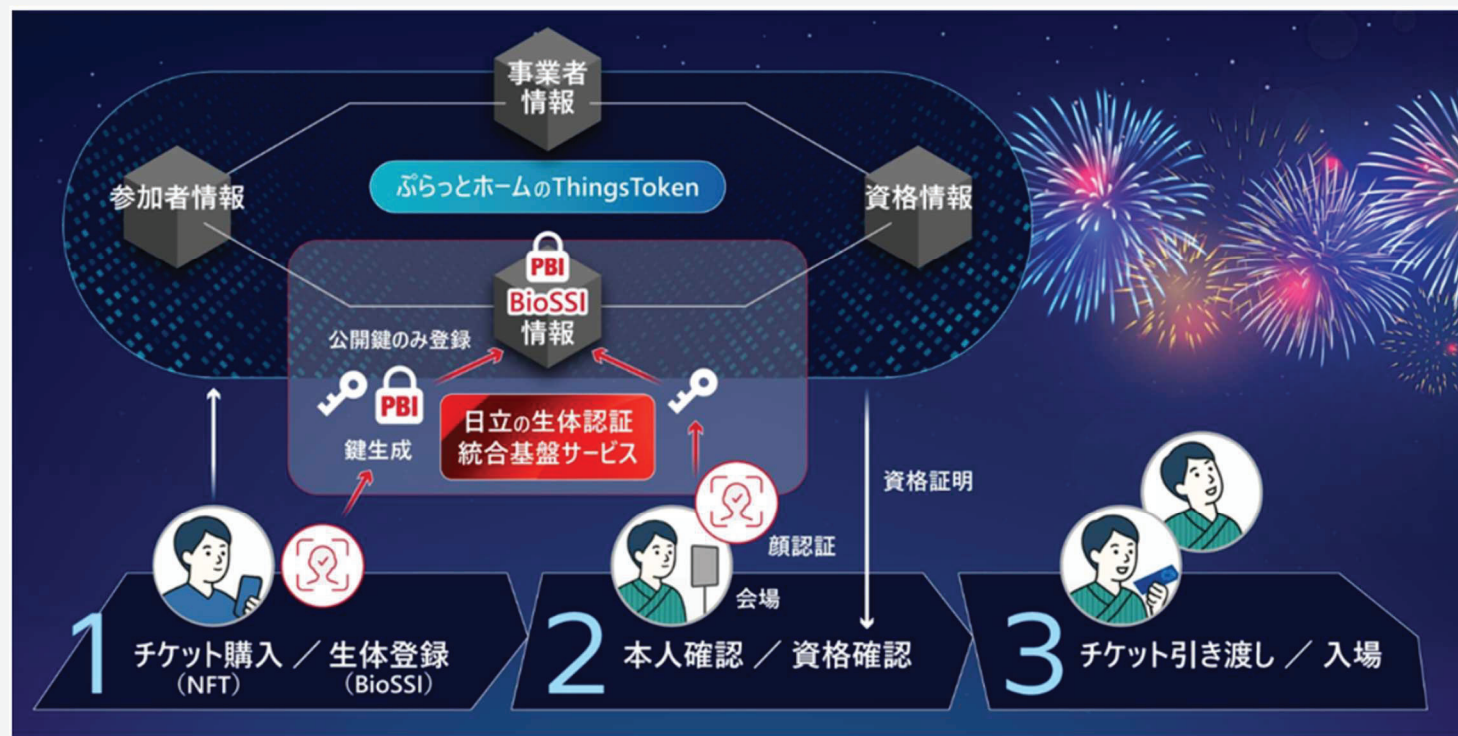 事業者
情報
参加者情報
ぷらっとホームのThingsToken
資格情報
PBI
BioSSI
情報
公開鍵のみ登録
PBI
鍵生成
日立の生体認証
統合基盤サービス
資格証明
顔認証
会場
1
チケット購入 / 生体登録
(NFT)
(BioSSI)
2
本人確認 / 資格確認
3
チケット引き渡し / 入場